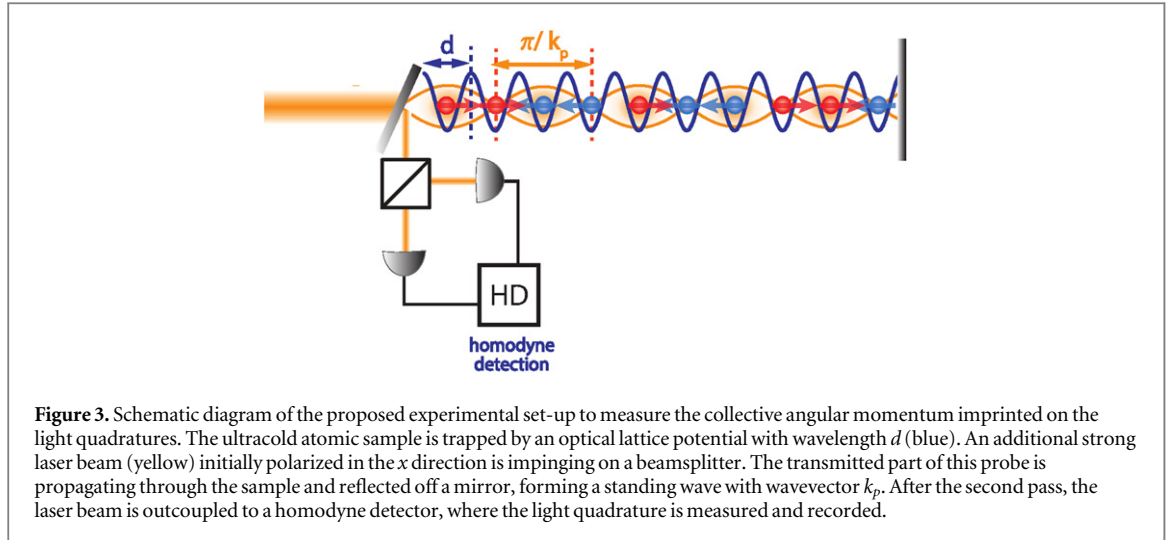 d
π/k_p
HD
homodyne
detection
Figure 3. Schematic diagram of the proposed experimental set-up to measure the collective angular momentum imprinted on the
light quadratures. The ultracold atomic sample is trapped by an optical lattice potential with wavelength d (blue). An additional strong
laser beam (yellow) initially polarized in the x direction is impinging on a beamsplitter. The transmitted part of this probe is
propagating through the sample and reflected off a mirror, forming a standing wave with wavevector k_p. After the second pass, the
laser beam is outcoupled to a homodyne detector, where the light quadrature is measured and recorded.